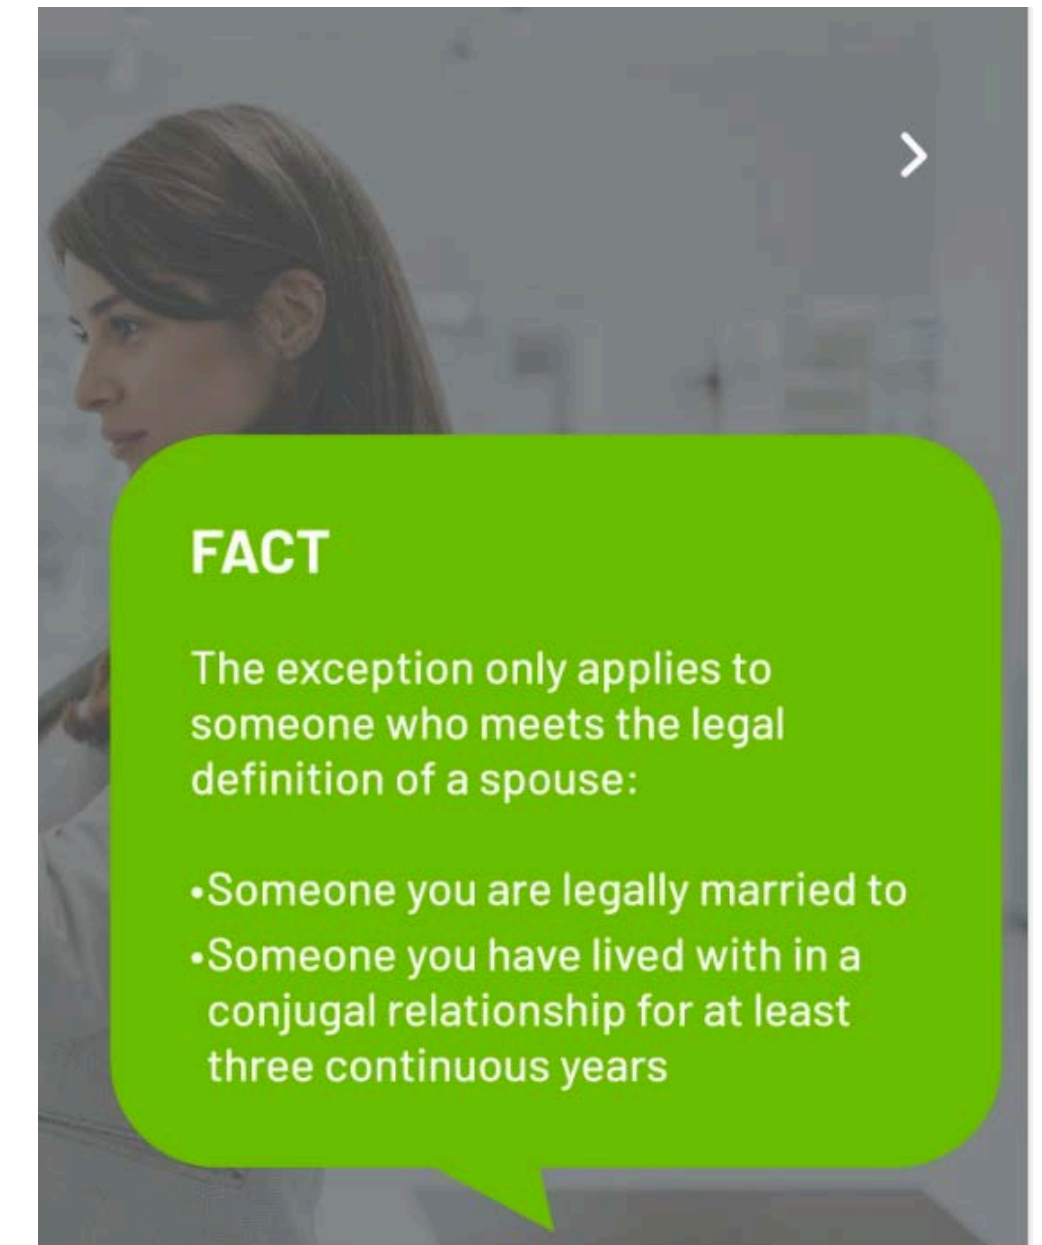 FACT
The exception only applies to
someone who meets the legal
definition of a spouse:
•Someone you are legally married to
•Someone you have lived with in a
conjugal relationship for at least
three continuous years